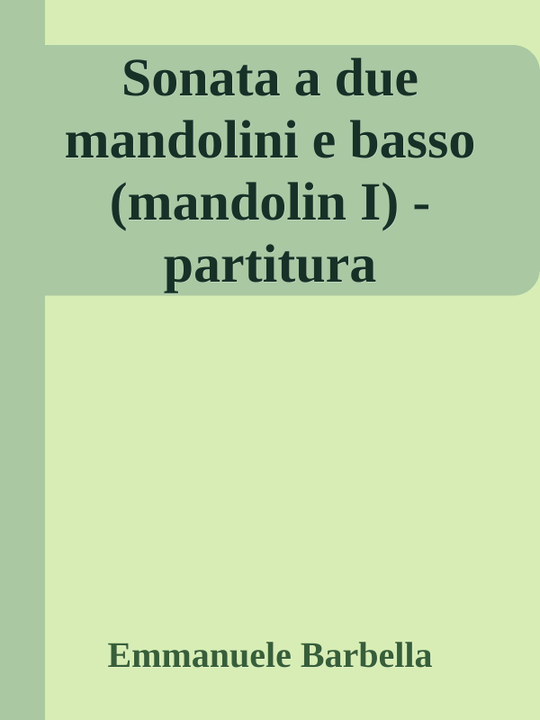 Sonata a due
mandolini e basso
(mandolin I) -
partitura
Emmanuele Barbella